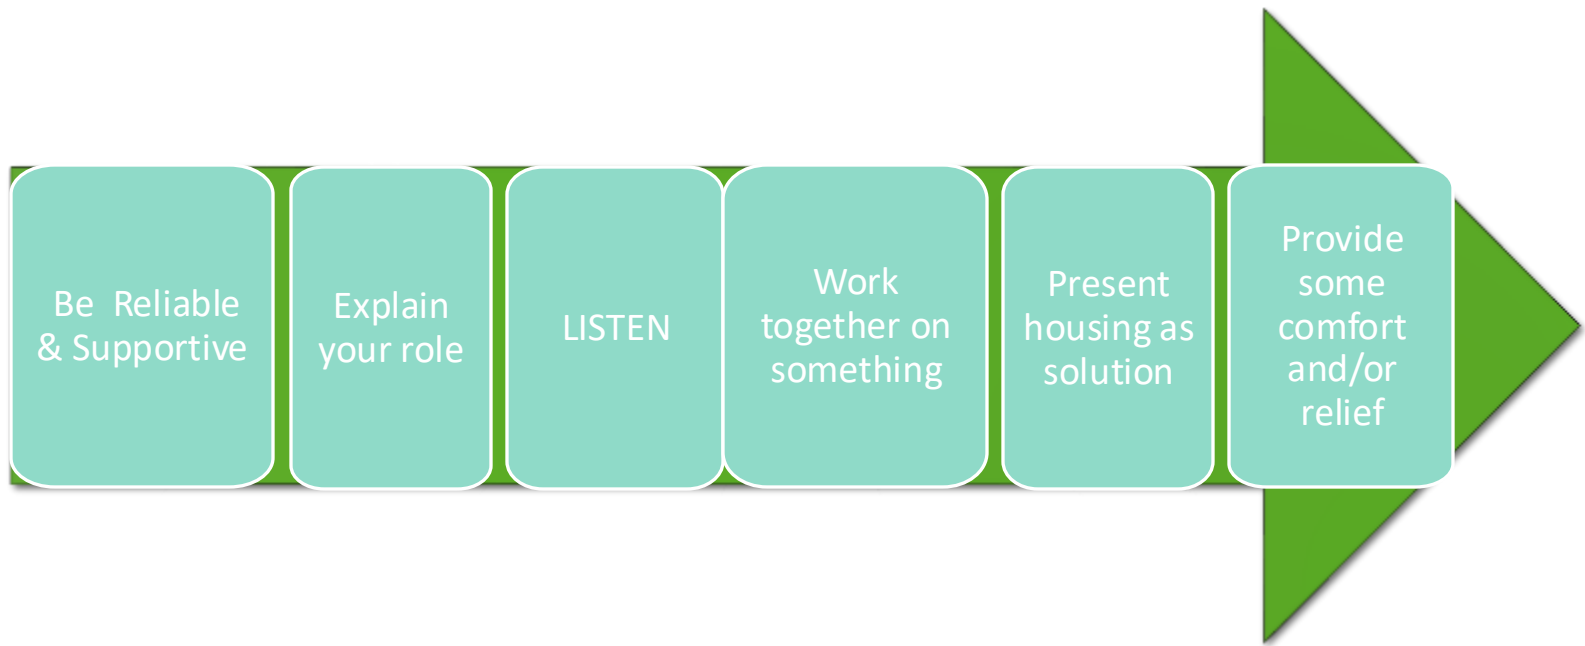 Be  Reliable
& Supportive
Explain
your role
LISTEN
Work
together on
something
Present
housing as
solution
Provide
some
comfort
and/or
relief